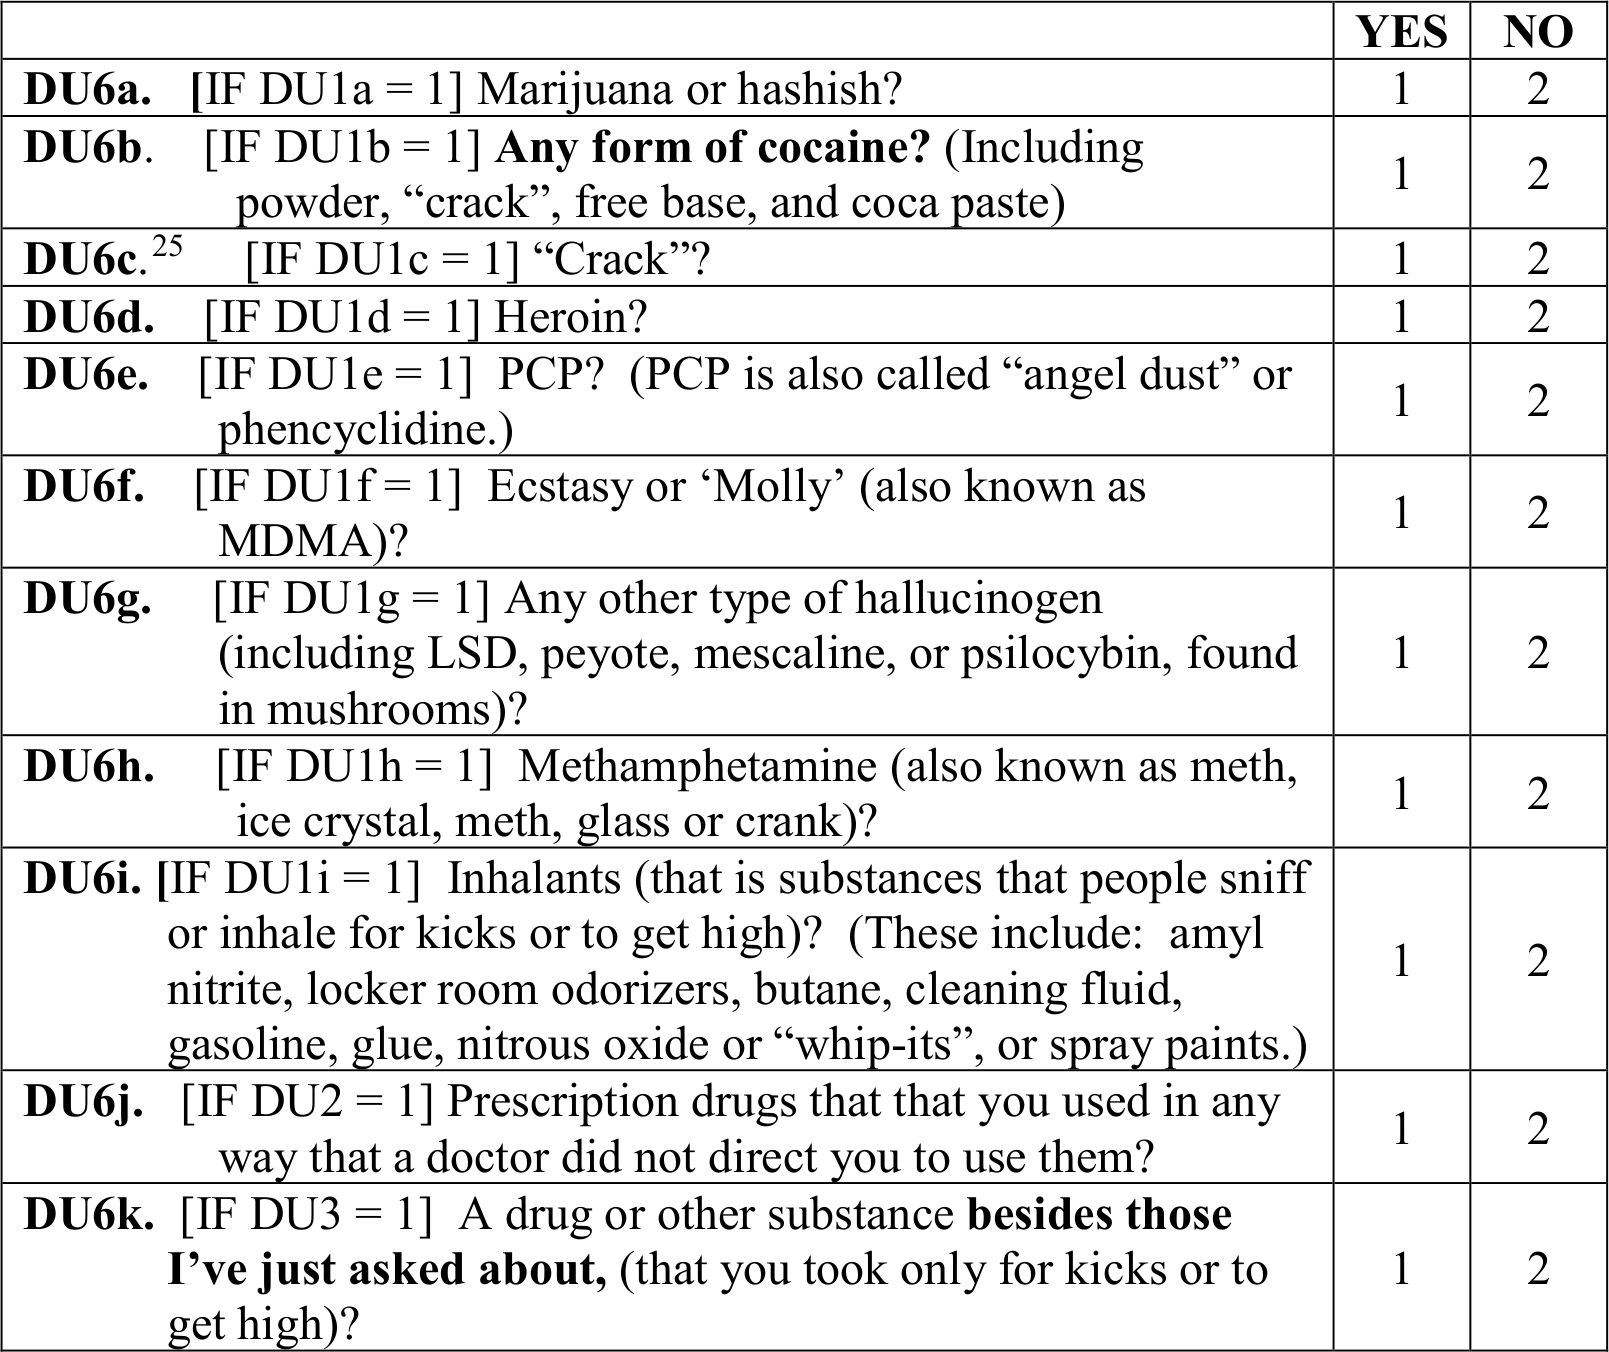 YES NO
DU6a. [IF DU1a = 1] Marijuana or hashish? 1 2
DU6b. [IF DU1b = 1] Any form of cocaine? (Including
powder, “crack”, free base, and coca paste) 1 2
DU6c.25 [IF DU1c = 1] “Crack”? 1 2
DU6d. [IF DU1d = 1] Heroin? 1 2
DU6e. [IF DU1e = 1] PCP? (PCP is also called “angel dust” or
phencyclidine.) 1 2
DU6f. [IF DU1f = 1] Ecstasy or ‘Molly’ (also known as
MDMA)? 1 2
DU6g. [IF DU1g = 1] Any other type of hallucinogen
(including LSD, peyote, mescaline, or psilocybin, found 1 2
in mushrooms)?
DU6h. [IF DU1h = 1] Methamphetamine (also known as meth,
ice crystal, meth, glass or crank)? 1 2
DU6i. [IF DU1i = 1] Inhalants (that is substances that people sniff
or inhale for kicks or to get high)? (These include: amyl
nitrite, locker room odorizers, butane, cleaning fluid, 1 2
gasoline, glue, nitrous oxide or “whip-its”, or spray paints.)
DU6j. [IF DU2 = 1] Prescription drugs that that you used in any
way that a doctor did not direct you to use them? 1 2
DU6k. [IF DU3 = 1] A drug or other substance besides those
I’ve just asked about, (that you took only for kicks or to 1 2
get high)?